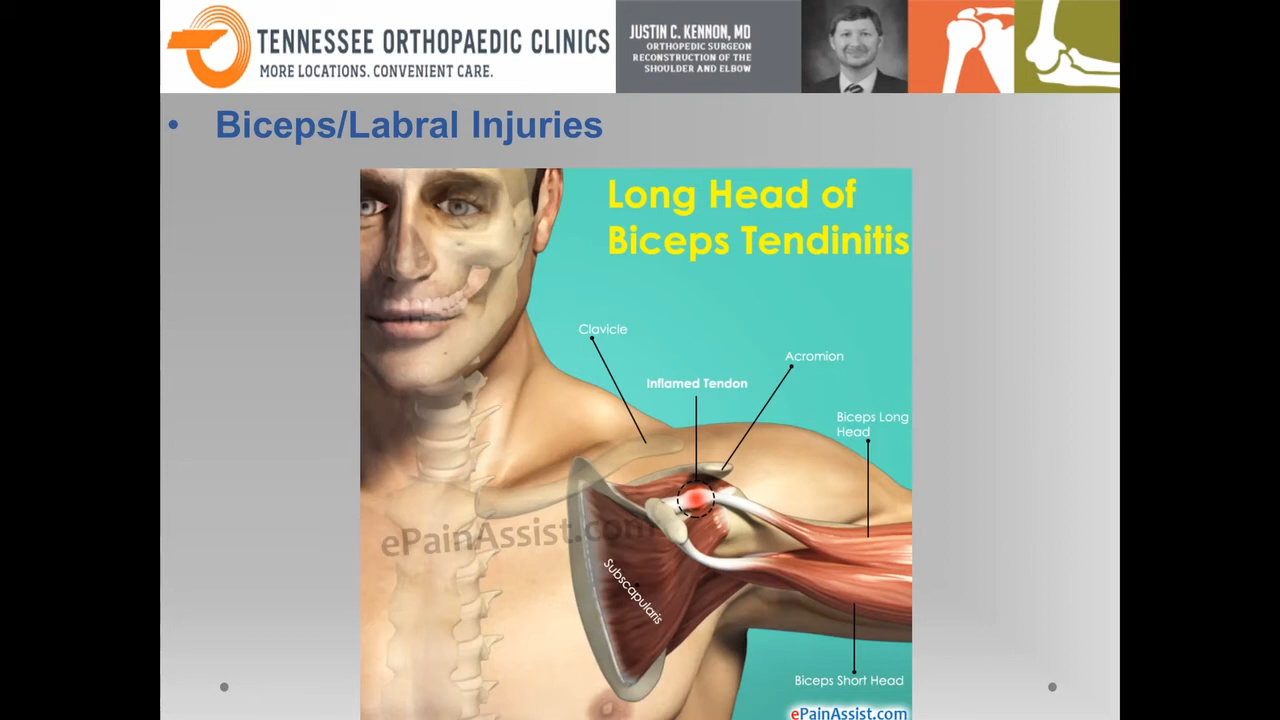 TENNESSEE ORTHOPAEDIC CLINICS
MORE LOCATIONS. CONVENIENT CARE.
JUSTIN C. KENNON, MD
ORTHOPEDIC SURGEON
RECONSTRUCTION OF THE
SHOULDER AND ELBOW
• Biceps/Labral Injuries
Long Head of
Biceps Tendinitis
Clavicle
Acromion
Inflamed Tendon
Biceps Long
Head
ePainAssist.com
Subscapularis
Biceps Short Head
ePainAssist.com